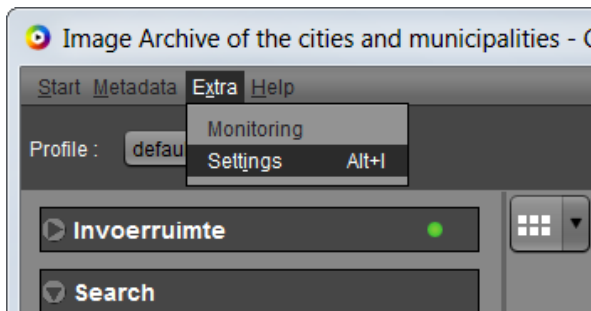 Image Archive of the cities and municipalities -
Start Metadata Extra Help
Monitoring
Profile :
Settings Alt+I
Invoerruimte
Search